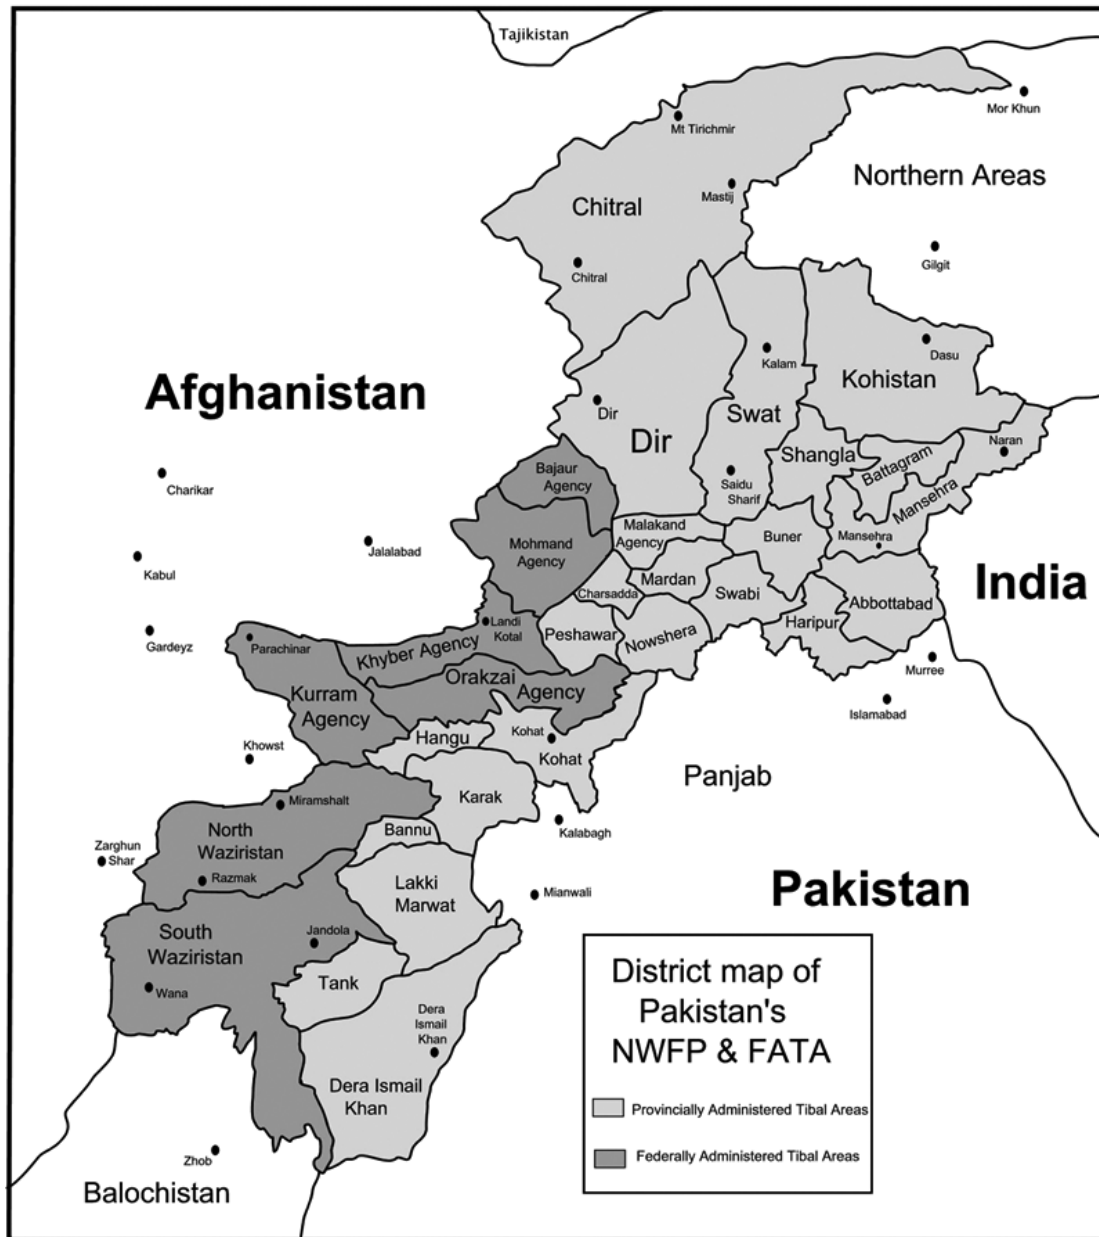 Tajikistan
Mor Khun
Mt Tirichmir
Northern Areas
Mastij
Chitral
Gilgit
Chitral
Dasu
Kalam
Kohistan
Afghanistan
Dir
Swat
Dir
Naran
Shangla
Battagram
Bajaur
Agency
Saidu
Sharif
Mansehra
Charikar
Malakand
Agency
Buner
Mansehra
Mohmand
Agency
Jalalabad
Kabul
India
Mardan
Charsadda
Swabi
Abbottabad
Landi
Kotal
Haripur
Peshawar
Nowshera
Gardeyz
Parachinar
Khyber Agency
Murree
Orakzai
Agency
Kurram
Agency
Islamabad
Kohat
Hangu
Khowst
Kohat
Panjab
Karak
Miramshalt
Kalabagh
Bannu
North
Waziristan
Zarghun
Shar
Razmak
Lakki
Marwat
Mianwali
Pakistan
South
Waziristan
Jandola
Tank
Wana
Dera
Ismail
Khan
Dera Ismail
Khan
Zhob
Balochistan
District map of
Pakistan's
NWFP & FATA
Provincially Administered Tibal Areas
Federally Administered Tibal Areas